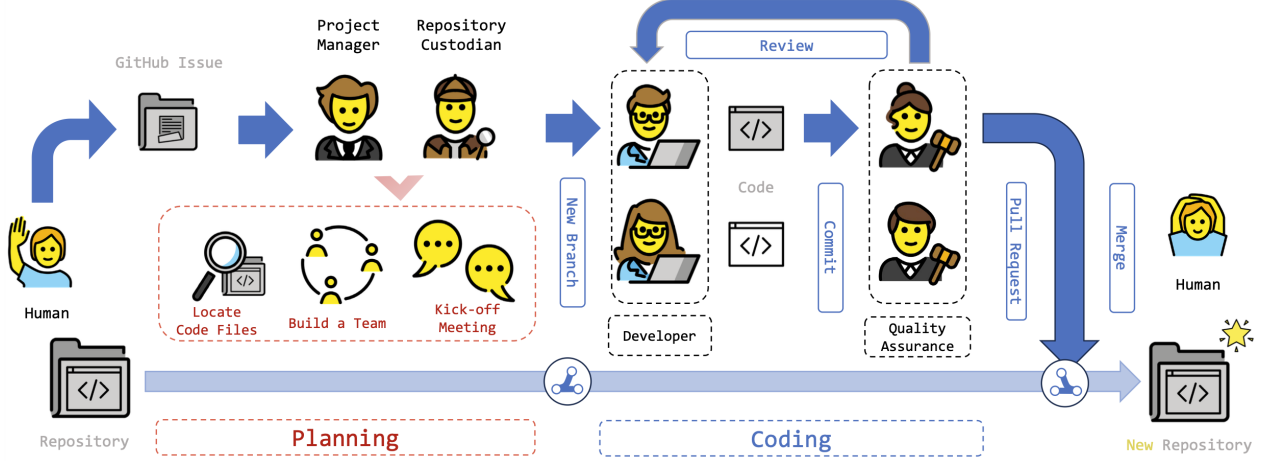 Project
Manager
Repository
Custodian
GitHub Issue
Review
Code
New Branch
Commit
Pull Request
Merge
Human
Human
Locate
Code Files
Build a Team
Kick-off
Meeting
Developer
Quality
Assurance
Repository
New Repository
Planning
Coding